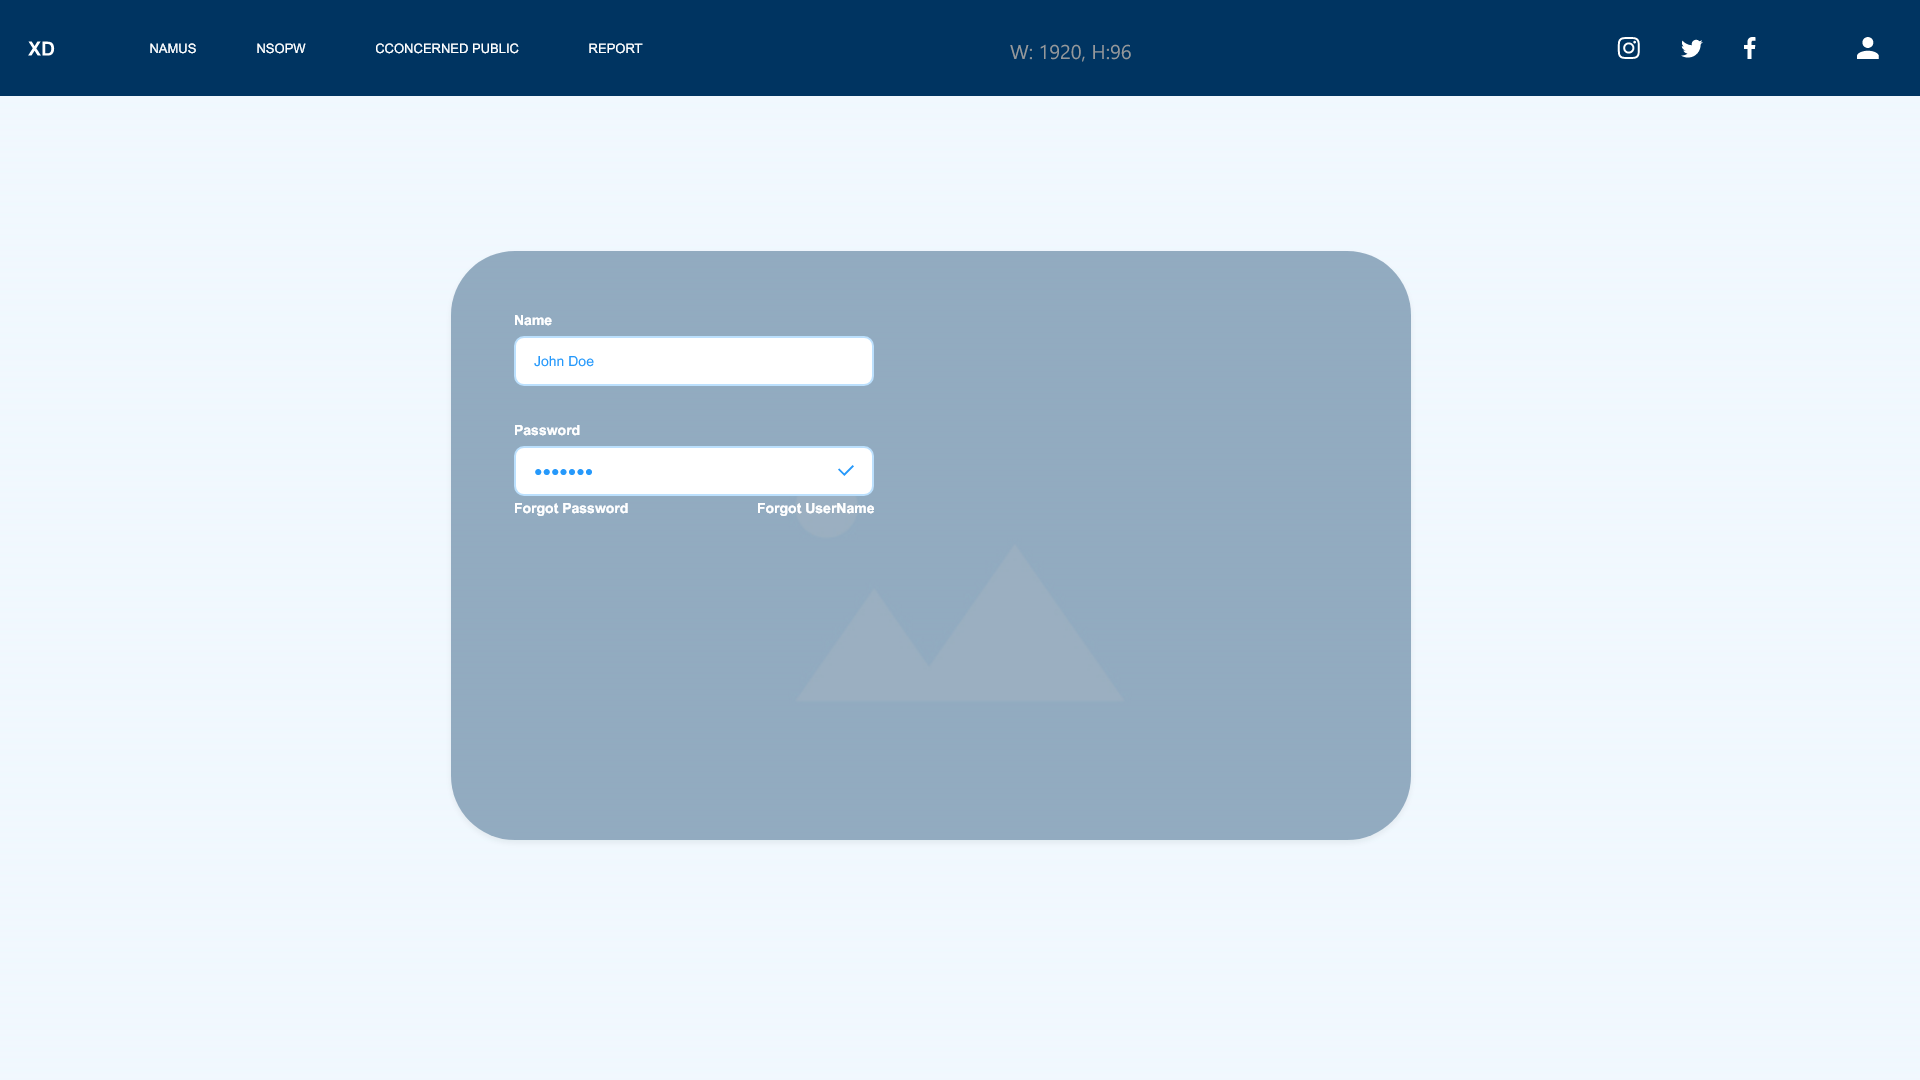 XD NAMUS NSOPW CCONCERNED PUBLIC REPORT W: 1920, H:96
Name
John Doe
Password
•••••••
Forgot Password Forgot UserName